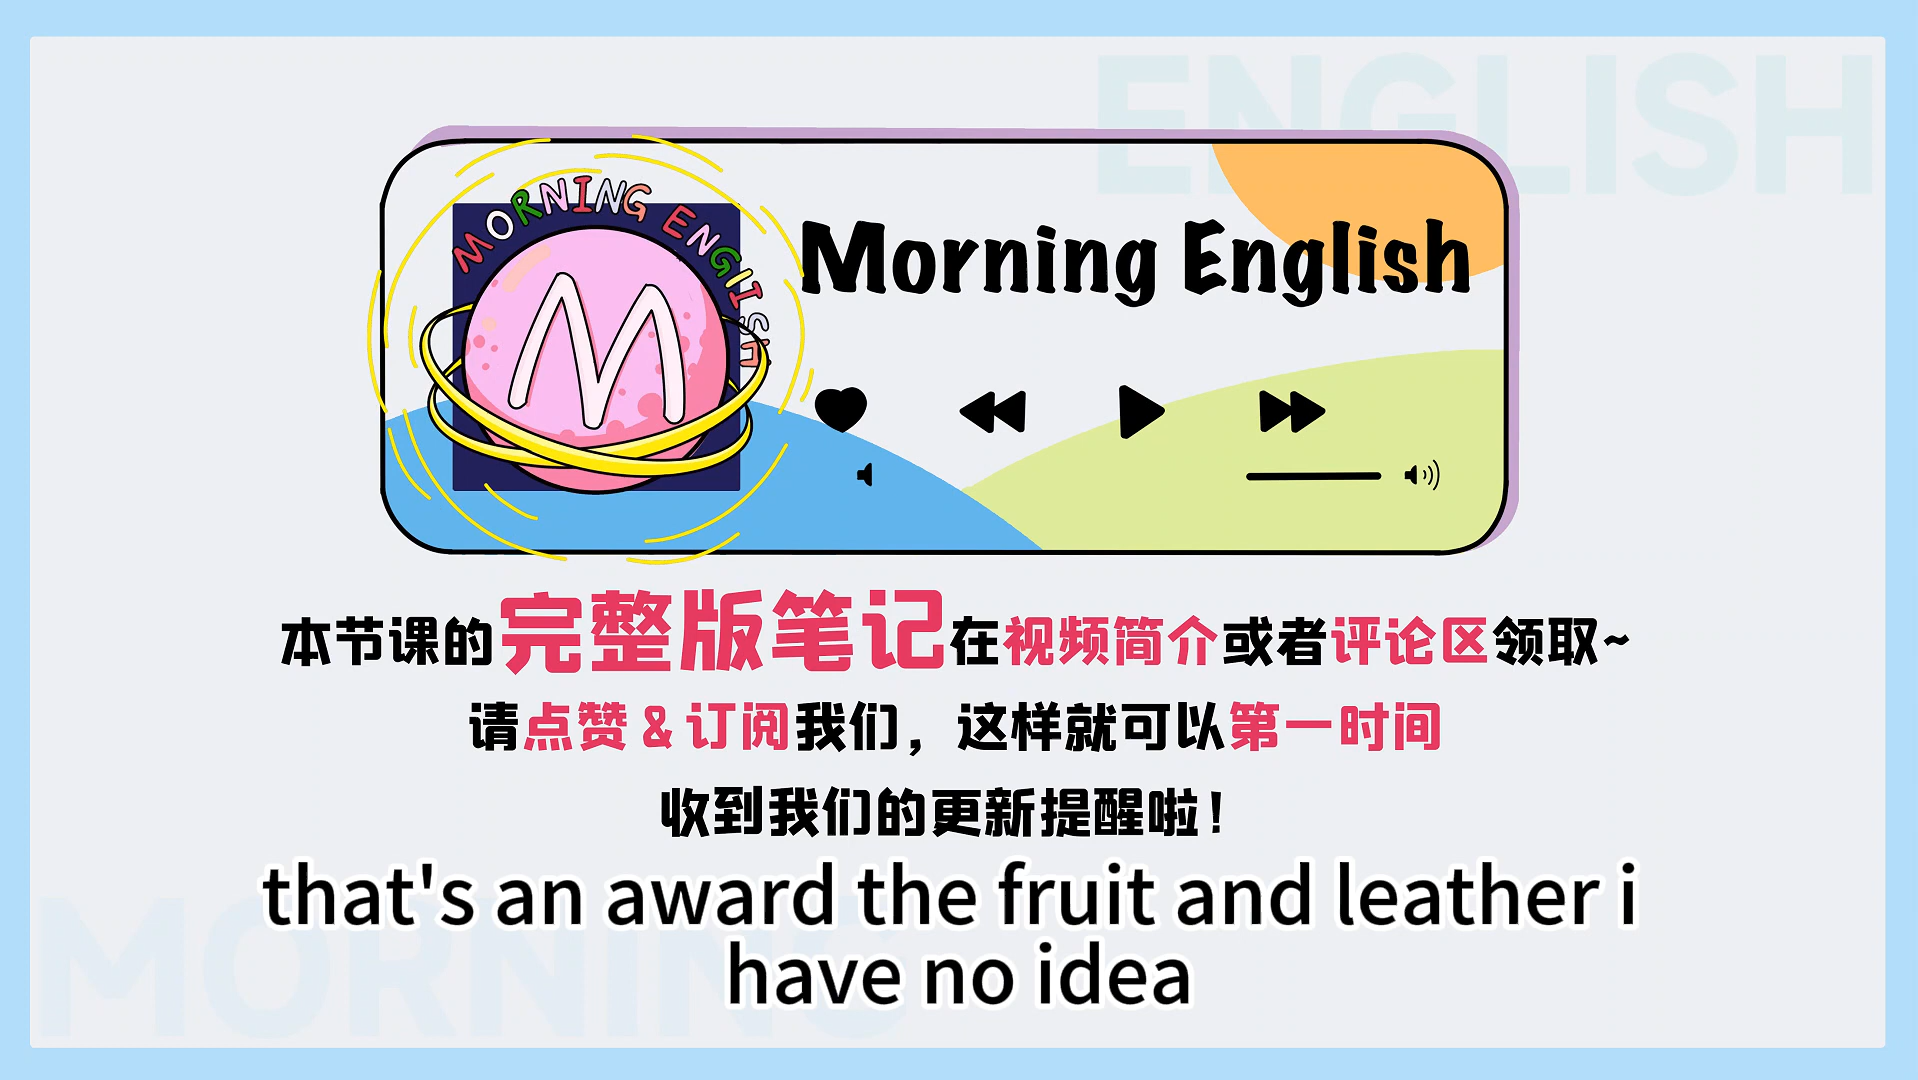 ENGLISH
MORNING ENGLISH
M
Morning English
本节课的完整版笔记在视频简介或者评论区领取~
请点赞&订阅我们，这样就可以第一时间
收到我们的更新提醒啦！
that's an award the fruit and leather i
have no idea
MORNING